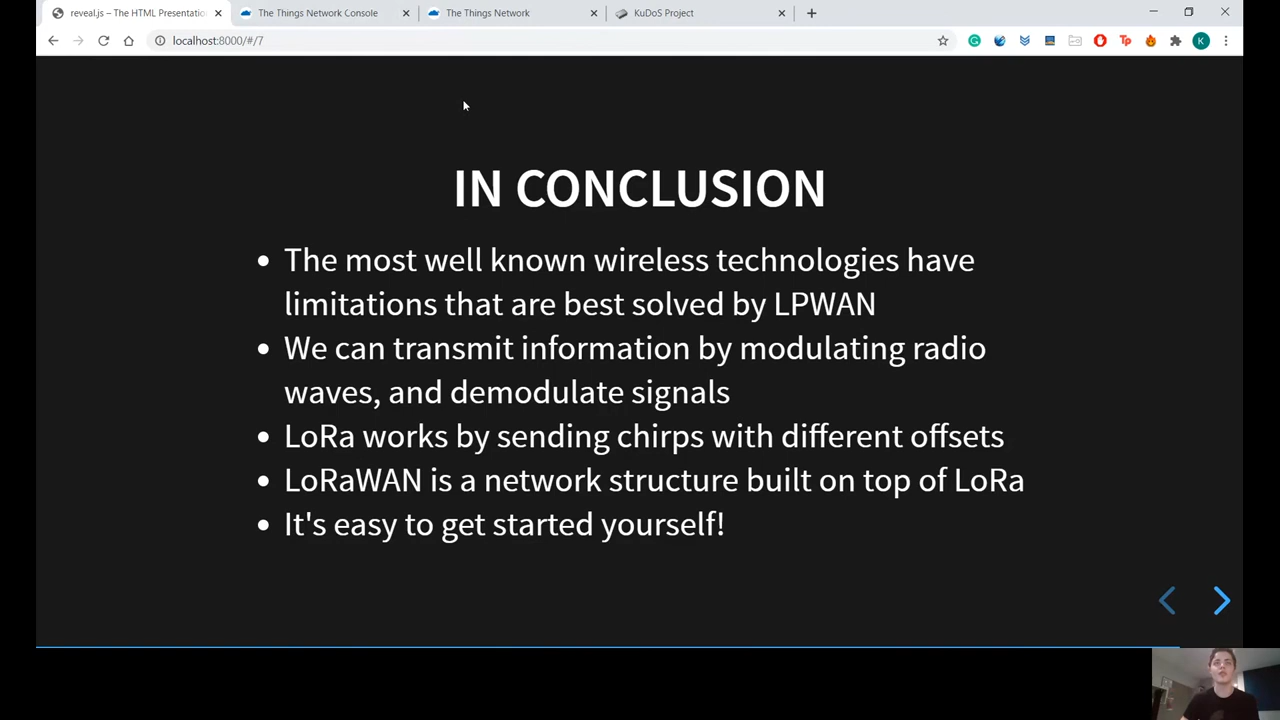 reveal.js – The HTML Presentatio
The Things Network Console
The Things Network
KuDoS Project
localhost:8000/#/7
K
IN CONCLUSION
The most well known wireless technologies have
limitations that are best solved by LPWAN
We can transmit information by modulating radio
waves, and demodulate signals
LoRa works by sending chirps with different offsets
LoRaWAN is a network structure built on top of LoRa
It's easy to get started yourself!